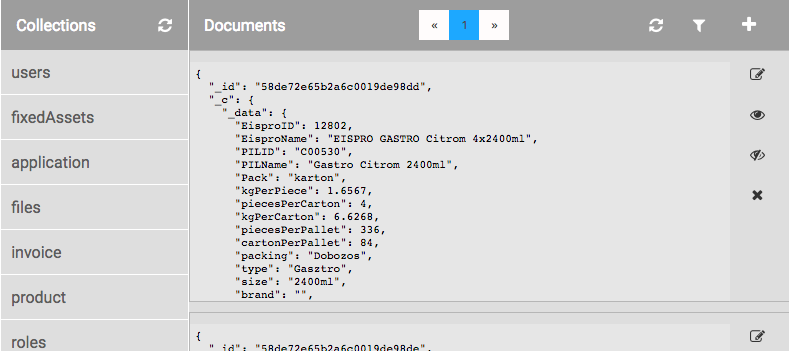 Collections
Documents
« 1 »
users
fixedAssets
application
files
invoice
product
roles
{
"_id": "58de72e65b2a6c0019de98dd",
"_c": {
"_data": {
"EisproID": 12802,
"EisproName": "EISPRO GASTRO Citrom 4x2400ml",
"PILID": "C00530",
"PILName": "Gastro Citrom 2400ml",
"Pack": "karton",
"kgPerPiece": 1.6567,
"piecesPerCarton": 4,
"kgPerCarton": 6.6268,
"piecesPerPallet": 336,
"cartonPerPallet": 84,
"packing": "Dobozos",
"type": "Gasztro",
"size": "2400ml",
"brand": "",
{
"_id": "58de72e65b2a6c0019de98de",